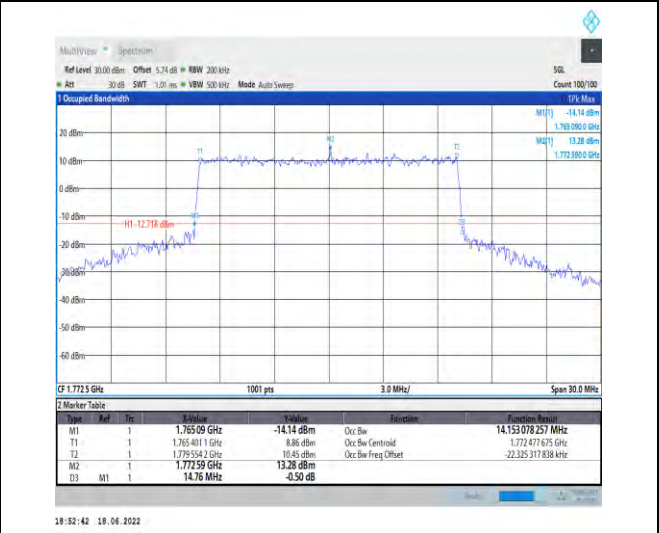 MultiView Spectrum
Ref Level 30.00 dBm Offset 5.74 dB RBW 200 kHz SGL
Att 30 dB SWT 1.01 ms VBW 500 kHz Mode Auto Sweep Count 100/100
1 Occupied Bandwidth 1Pk Max
M1[1] -14.14 dBm
1.765 090 0 GHz
M2[1] 13.28 dBm
1.772 590 0 GHz
20 dBm
M2
T1 T2
10 dBm
0 dBm
-10 dBm
H1 -12.718 dBm
-20 dBm
-30 dBm
-40 dBm
-50 dBm
-60 dBm
CF 1.772 5 GHz 1001 pts 3.0 MHz/ Span 30.0 MHz
2 Marker Table
Type Ref Trc X-Value Y-Value Function Function Result
M1 1 1.765 09 GHz -14.14 dBm Occ Bw 14.153 078 257 MHz
T1 1 1.765 401 1 GHz 8.86 dBm Occ Bw Centroid 1.772 477 675 GHz
T2 1 1.779 554 2 GHz 10.45 dBm Occ Bw Freq Offset -22.325 317 838 kHz
M2 1 1.772 59 GHz 13.28 dBm
D3 M1 1 14.76 MHz -0.50 dB
18:52:42 18.06.2022